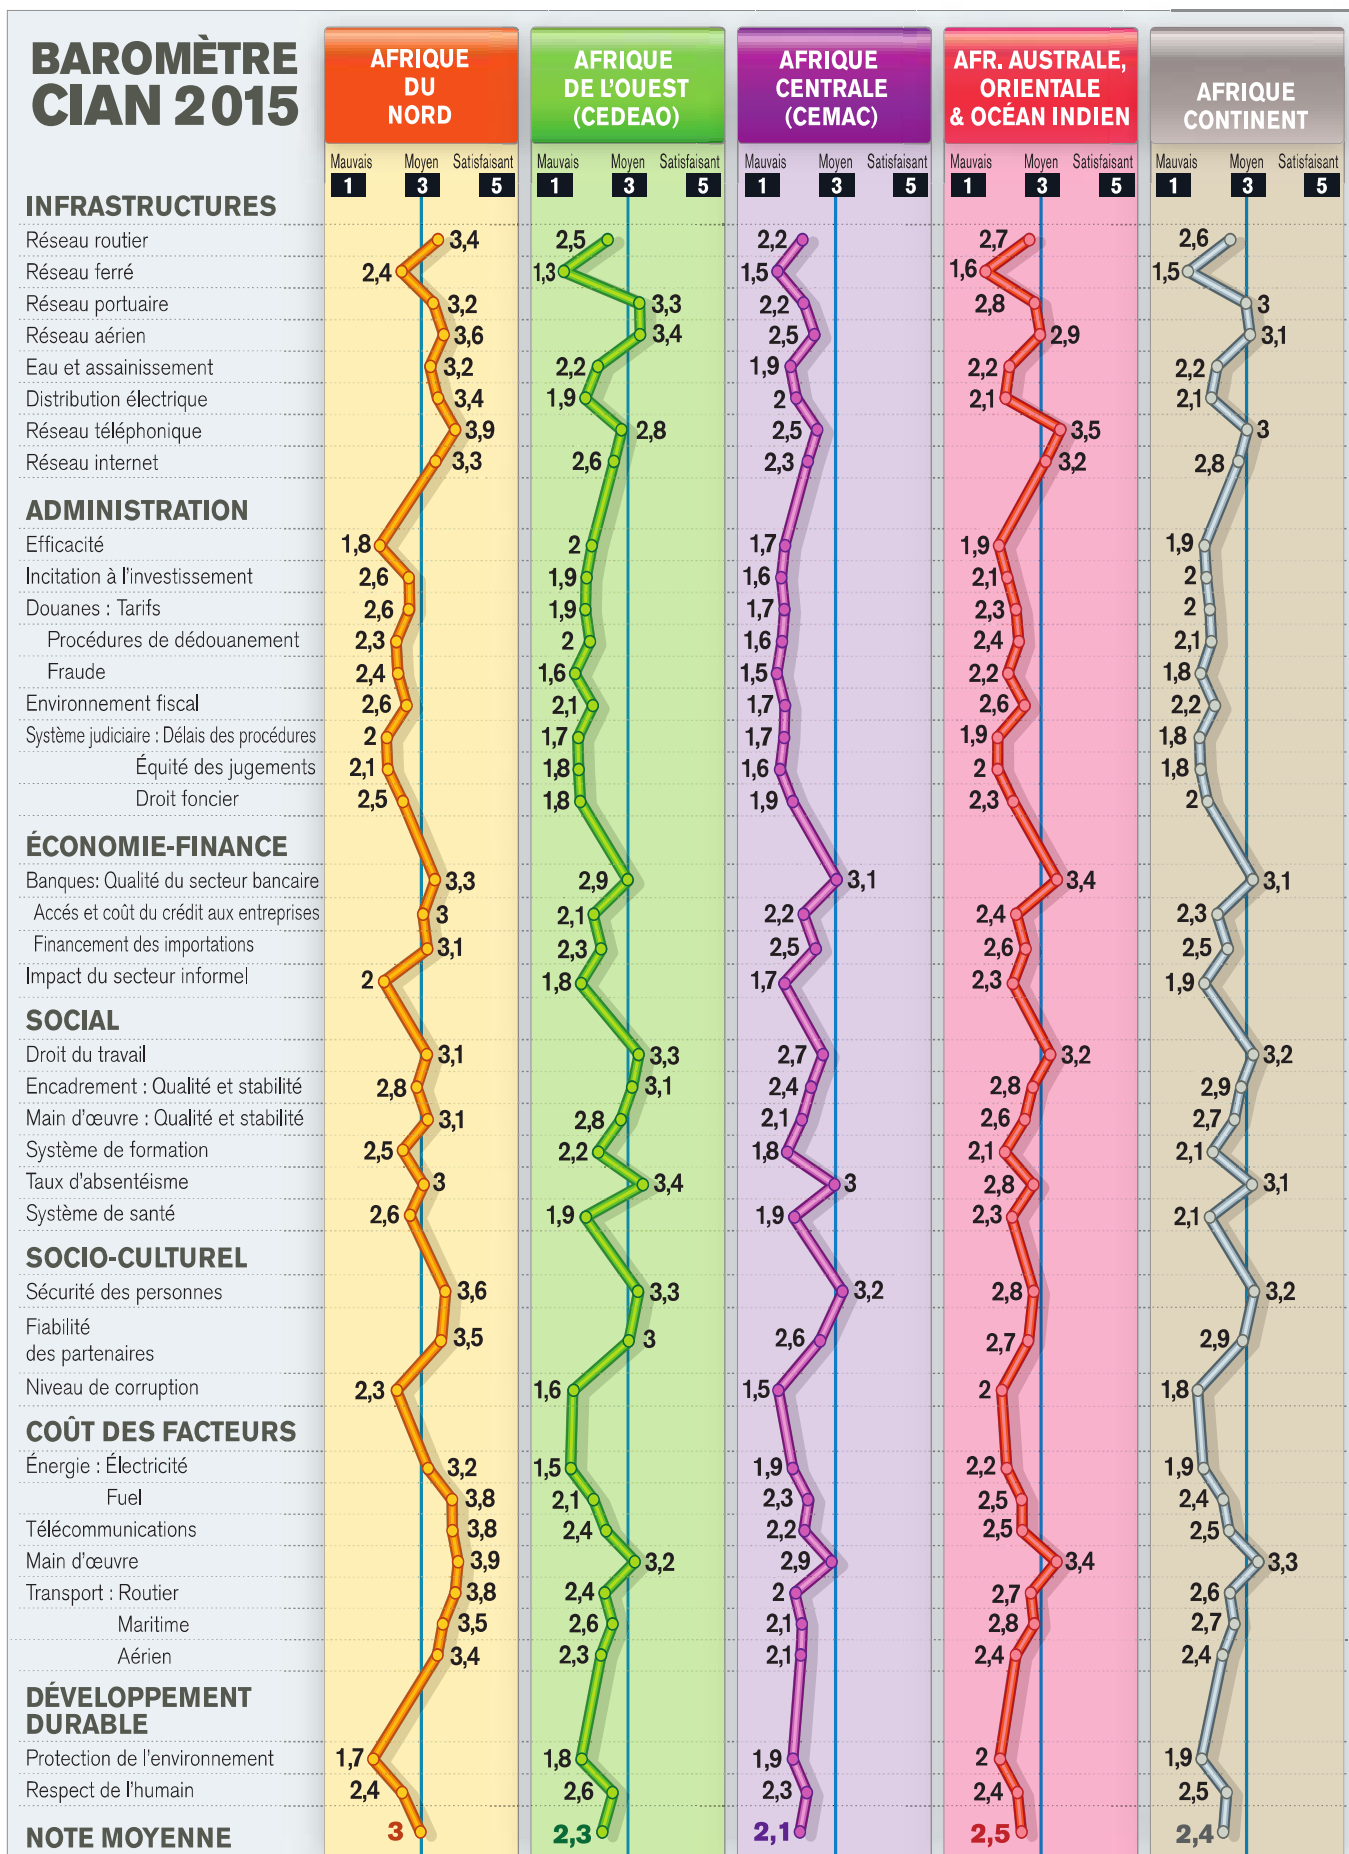 BAROMÈTRE
CIAN 2015
AFRIQUE
DU
NORD
AFRIQUE
DE L'OUEST
(CEDEAO)
AFRIQUE
CENTRALE
(CEMAC)
AFR. AUSTRALE,
ORIENTALE
& OCÉAN INDIEN
AFRIQUE
CONTINENT
Mauvais Moyen Satisfaisant Mauvais Moyen Satisfaisant Mauvais Moyen Satisfaisant Mauvais Moyen Satisfaisant Mauvais Moyen Satisfaisant
1 3 5 1 3 5 1 3 5 1 3 5 1 3 5
INFRASTRUCTURES
Réseau routier 3,4 2,5 2,2 2,7 2,6
Réseau ferré 2,4 1,3 1,5 1,6 1,5
Réseau portuaire 3,2 3,3 2,2 2,8 3
Réseau aérien 3,6 3,4 2,5 2,9 3,1
Eau et assainissement 3,2 2,2 1,9 2,2 2,2
Distribution électrique 3,4 1,9 2 2,1 2,1
Réseau téléphonique 3,9 2,8 2,5 3,5 3
Réseau internet 3,3 2,6 2,3 3,2 2,8
ADMINISTRATION
Efficacité 1,8 2 1,7 1,9 1,9
Incitation à l'investissement 2,6 1,9 1,6 2,1 2
Douanes : Tarifs 2,6 1,9 1,7 2,3 2
Procédures de dédouanement 2,3 2 1,6 2,4 2,1
Fraude 2,4 1,6 1,5 2,2 1,8
Environnement fiscal 2,6 2,1 1,7 2,6 2,2
Système judiciaire : Délais des procédures 2 1,7 1,7 1,9 1,8
Équité des jugements 2,1 1,8 1,6 2 1,8
Droit foncier 2,5 1,8 1,9 2,3 2
ÉCONOMIE-FINANCE
Banques: Qualité du secteur bancaire 3,3 2,9 3,1 3,4 3,1
Accés et coût du crédit aux entreprises 3 2,1 2,2 2,4 2,3
Financement des importations 3,1 2,3 2,5 2,6 2,5
Impact du secteur informel 2 1,8 1,7 2,3 1,9
SOCIAL
Droit du travail 3,1 3,3 2,7 3,2 3,2
Encadrement : Qualité et stabilité 2,8 3,1 2,4 2,8 2,9
Main d'œuvre : Qualité et stabilité 3,1 2,8 2,1 2,6 2,7
Système de formation 2,5 2,2 1,8 2,1 2,1
Taux d'absentéisme 3 3,4 3 2,8 3,1
Système de santé 2,6 1,9 1,9 2,3 2,1
SOCIO-CULTUREL
Sécurité des personnes 3,6 3,3 3,2 2,8 3,2
Fiabilité
des partenaires 3,5 3 2,6 2,7 2,9
Niveau de corruption 2,3 1,6 1,5 2 1,8
COÛT DES FACTEURS
Énergie : Électricité 3,2 1,5 1,9 2,2 1,9
Fuel 3,8 2,1 2,3 2,5 2,4
Télécommunications 3,8 2,4 2,2 2,5 2,5
Main d'œuvre 3,9 3,2 2,9 3,4 3,3
Transport : Routier 3,8 2,4 2 2,7 2,6
Maritime 3,5 2,6 2,1 2,8 2,7
Aérien 3,4 2,3 2,1 2,4 2,4
DÉVELOPPEMENT
DURABLE
Protection de l'environnement 1,7 1,8 1,9 2 1,9
Respect de l'humain 2,4 2,6 2,3 2,4 2,5
NOTE MOYENNE 3 2,3 2,1 2,5 2,4